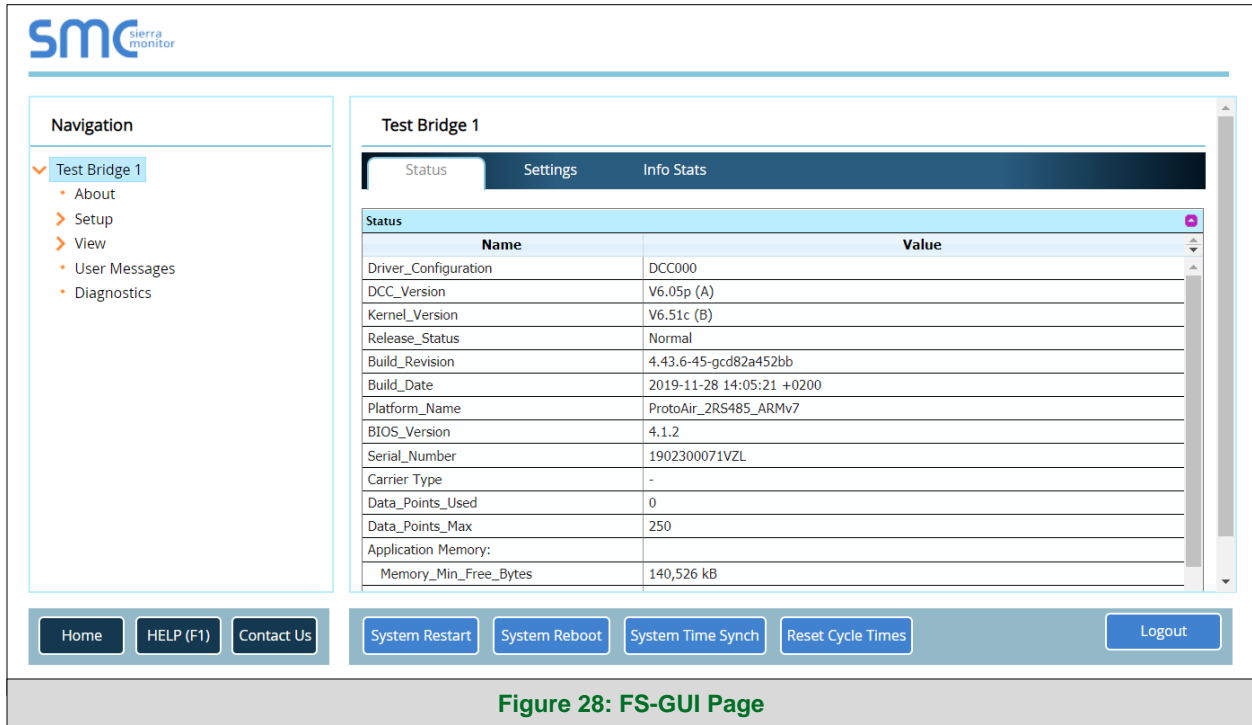 SMC sierra monitor
Navigation
Test Bridge 1
About
Setup
View
User Messages
Diagnostics
Test Bridge 1
Status Settings Info Stats
Status
Name Value
Driver_Configuration DCC000
DCC_Version V6.05p (A)
Kernel_Version V6.51c (B)
Release_Status Normal
Build_Revision 4.43.6-45-gcd82a452bb
Build_Date 2019-11-28 14:05:21 +0200
Platform_Name ProtoAir_2RS485_ARMv7
BIOS_Version 4.1.2
Serial_Number 1902300071VZL
Carrier Type -
Data_Points_Used 0
Data_Points_Max 250
Application Memory:
Memory_Min_Free_Bytes 140,526 kB
Home HELP (F1) Contact Us System Restart System Reboot System Time Synch Reset Cycle Times Logout
Figure 28: FS-GUI Page